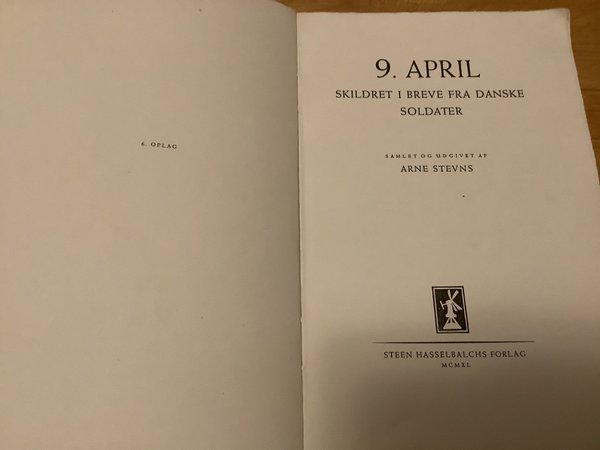 6. OPLAG
9. APRIL
SKILDRET I BREVE FRA DANSKE
SOLDATER
SAMLET OG UDGIVET AF
ARNE STEVNS
STEEN HASSELBALCHS FORLAG
MCMXL